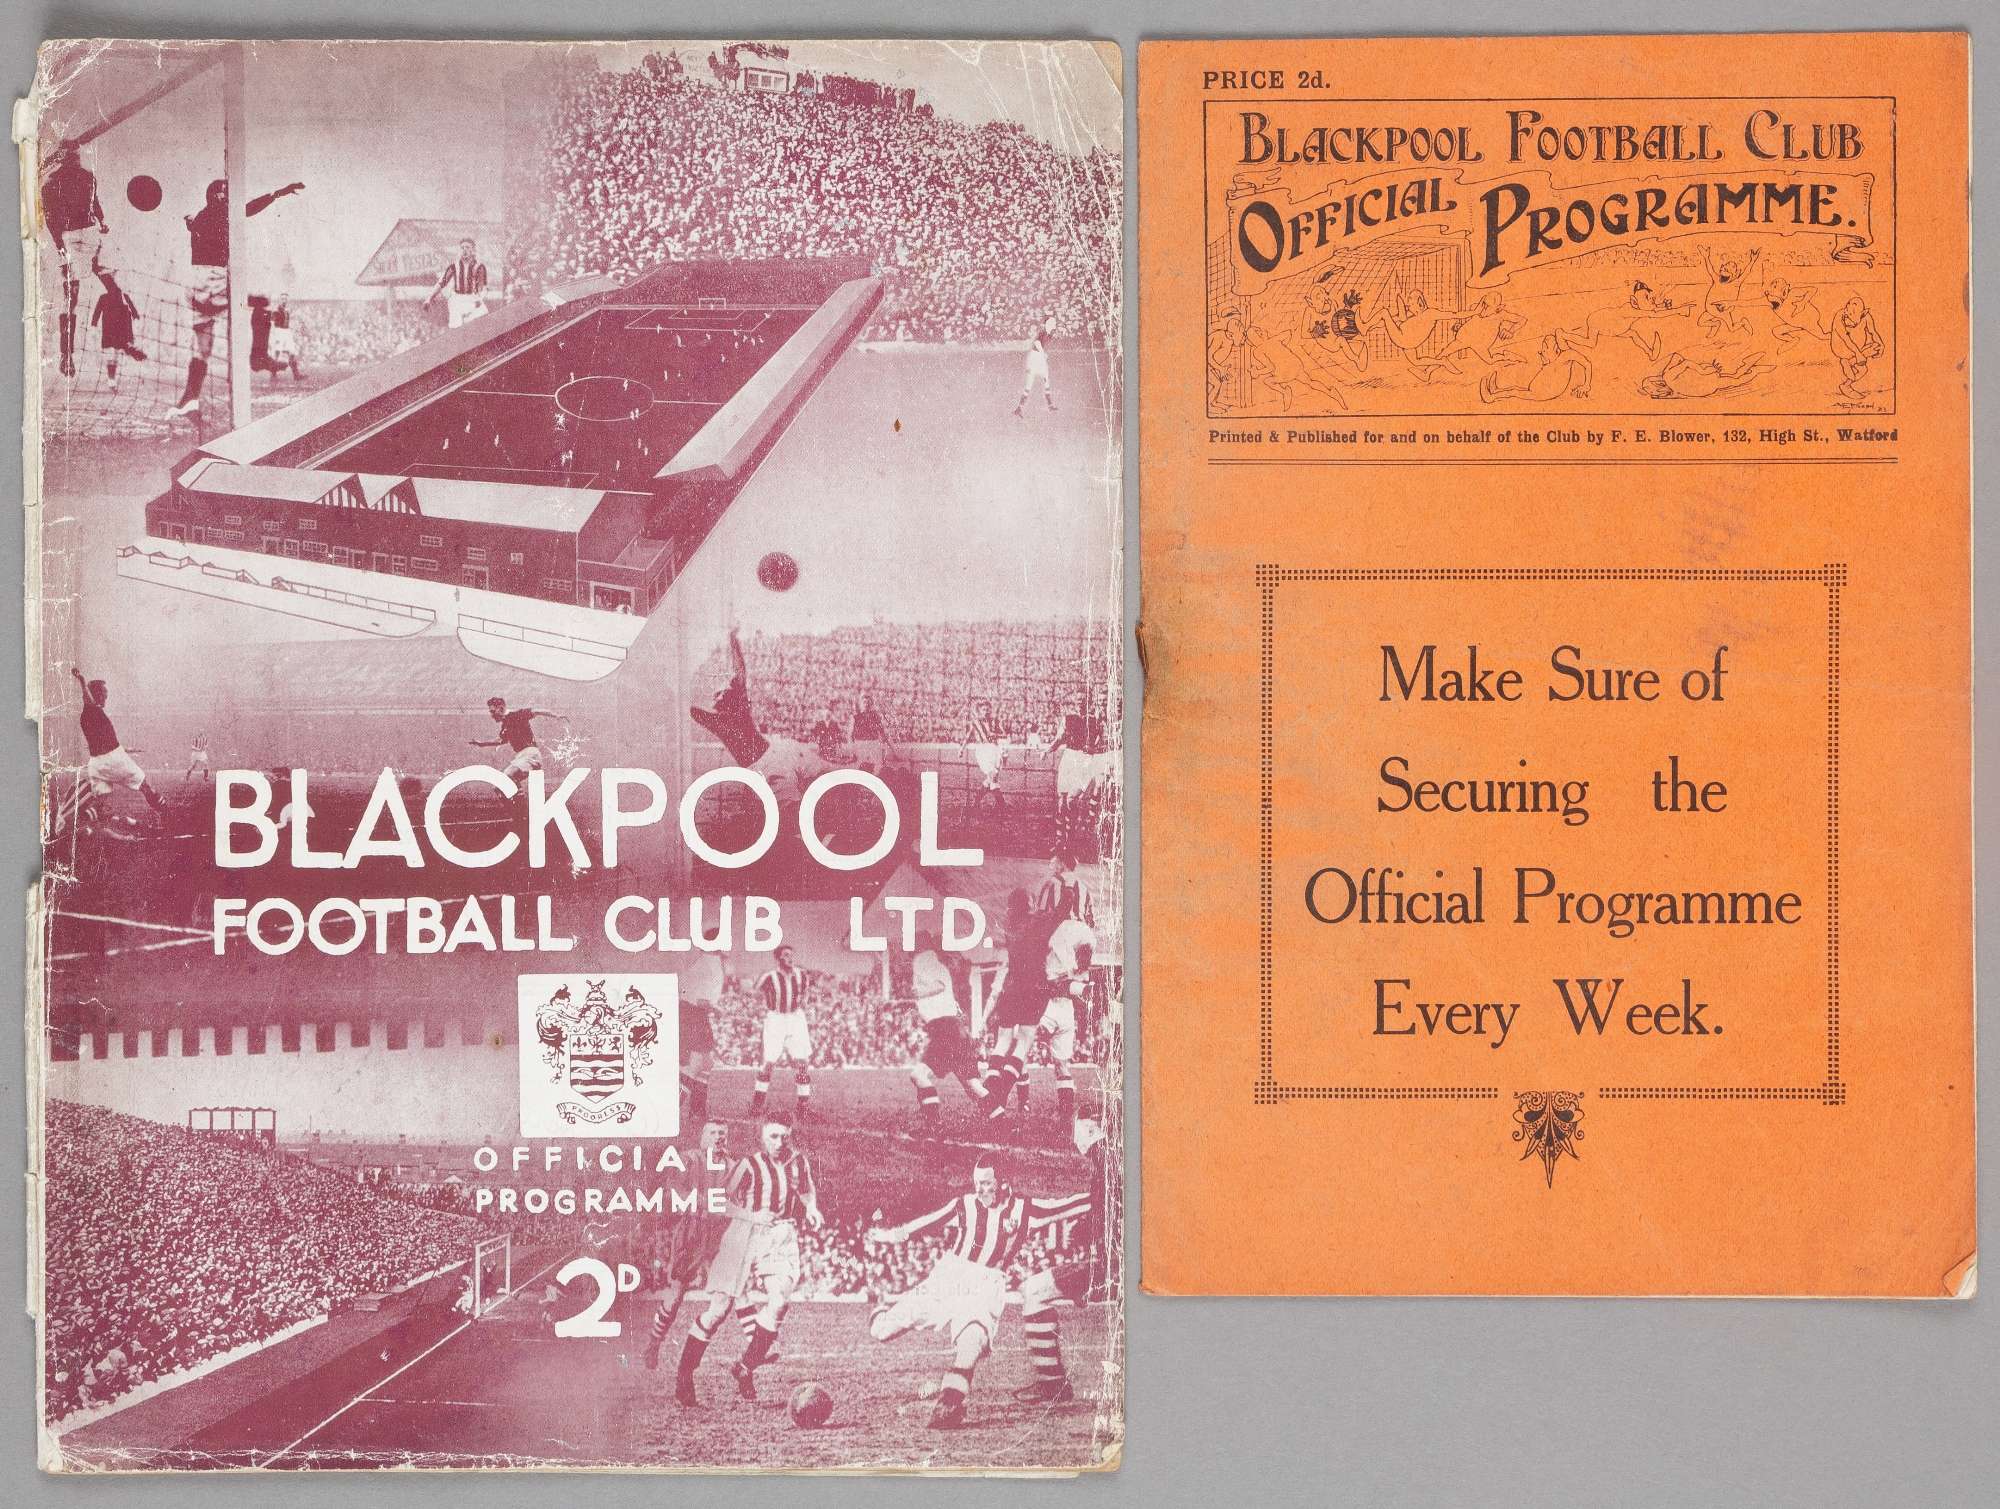 BLACKPOOL
FOOTBALL CLUB LTD.
PROGRESS
OFFICIAL
PROGRAMME
2D
PRICE 2d.
BLACKPOOL FOOTBALL CLUB
OFFICIAL PROGRAMME.
Printed & Published for and on behalf of the Club by F. E. Blower, 132, High St., Watford
Make Sure of
Securing the
Official Programme
Every Week.